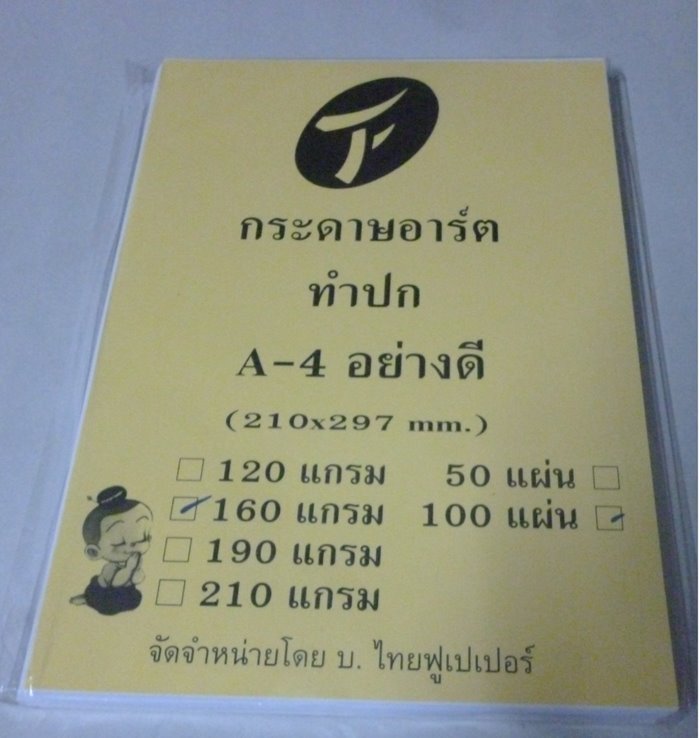 กระดาษอาร์ต
ทำปก
A-4 อย่างดี
(210x297 mm.)
120 แกรม 50 แผ่น
160 แกรม 100 แผ่น
190 แกรม
210 แกรม
จัดจำหน่ายโดย บ. ไทยฟูเปเปอร์